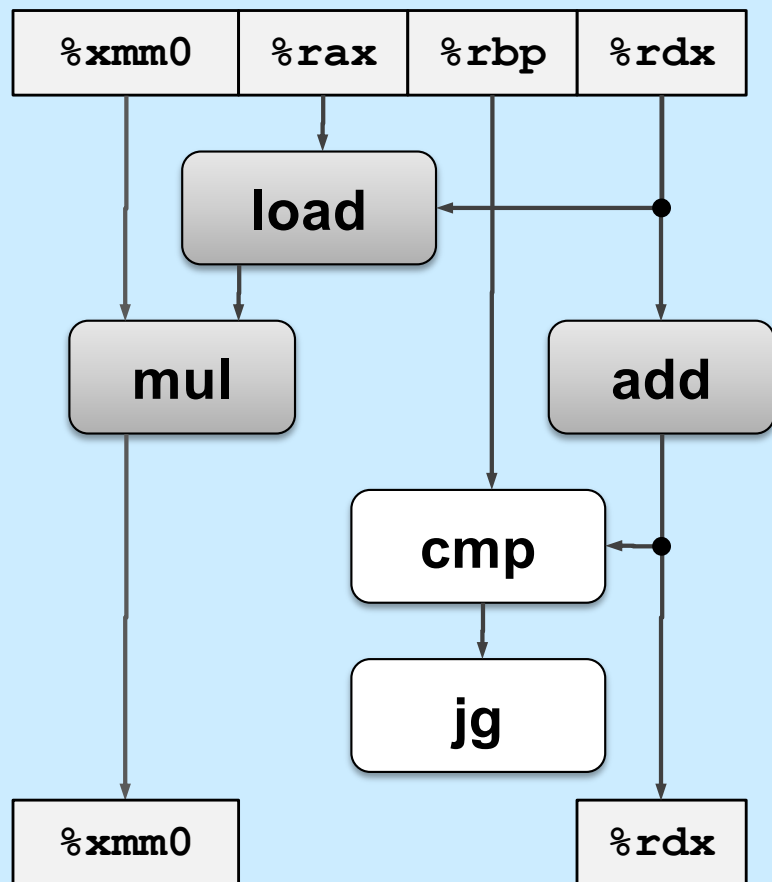 %xmm0 %rax %rbp %rdx
load
mul add
cmp
jg
%xmm0 %rdx